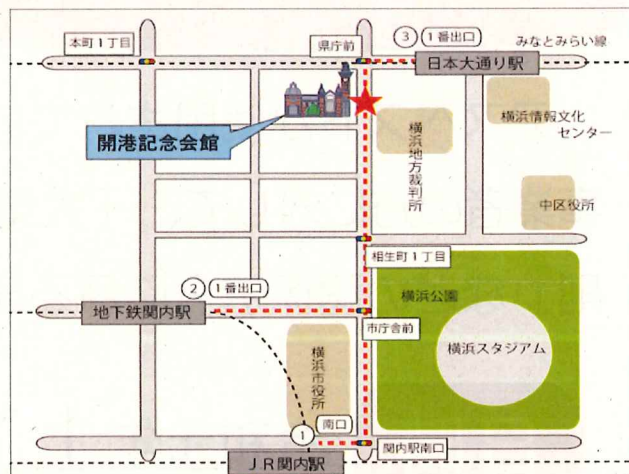 本町1丁目
県庁前
③ 1番出口
みなとみらい線
日本大通り駅
開港記念会館
横浜地方裁判所
横浜情報文化
センター
中区役所
相生町1丁目
② 1番出口
地下鉄関内駅
横浜公園
市庁舎前
横浜スタジアム
横浜市役所
① 南口
関内駅南口
JR関内駅